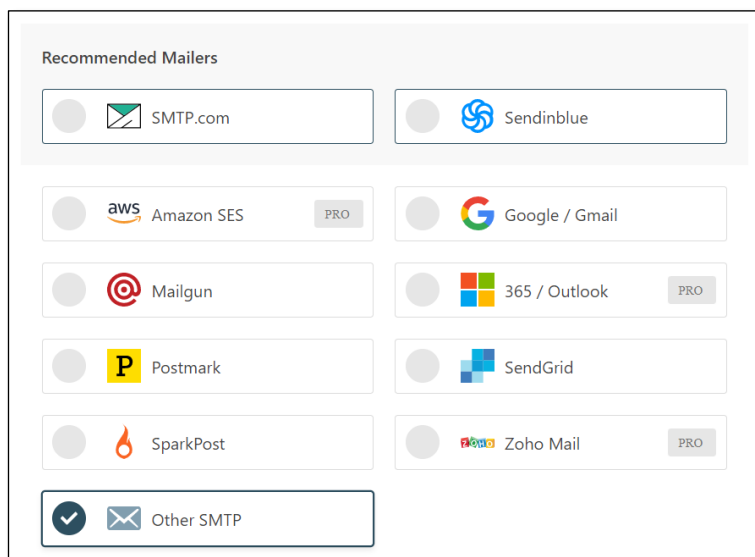 Recommended Mailers
SMTP.com
Sendinblue
aws
Amazon SES
PRO
Google / Gmail
Mailgun
365 / Outlook
PRO
P
Postmark
SendGrid
SparkPost
ZOHO
Zoho Mail
PRO
Other SMTP